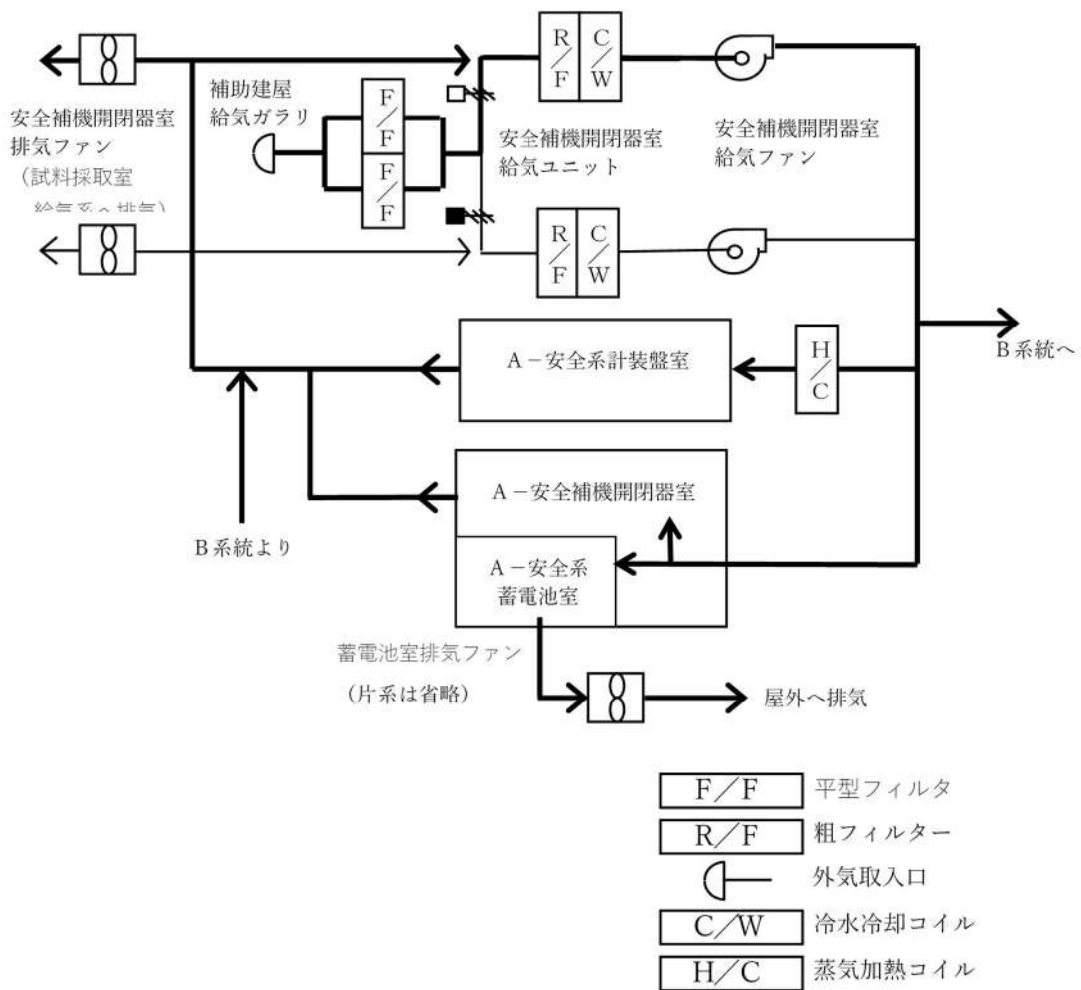 安全補機開閉器室
排気ファン
(試料採取室
給気系へ排気)
補助建屋
給気ガラリ
F/F
F/F
R/F
C/W
安全補機開閉器室
給気ユニット
安全補機開閉器室
給気ファン
R/F
C/W
B系統へ
A-安全系計装盤室
H/C
A-安全補機開閉器室
B系統より
A-安全系
蓄電池室
蓄電池室排気ファン
(片系は省略)
屋外へ排気
F/F 平型フィルタ
R/F 粗フィルター
外気取入口
C/W 冷水冷却コイル
H/C 蒸気加熱コイル